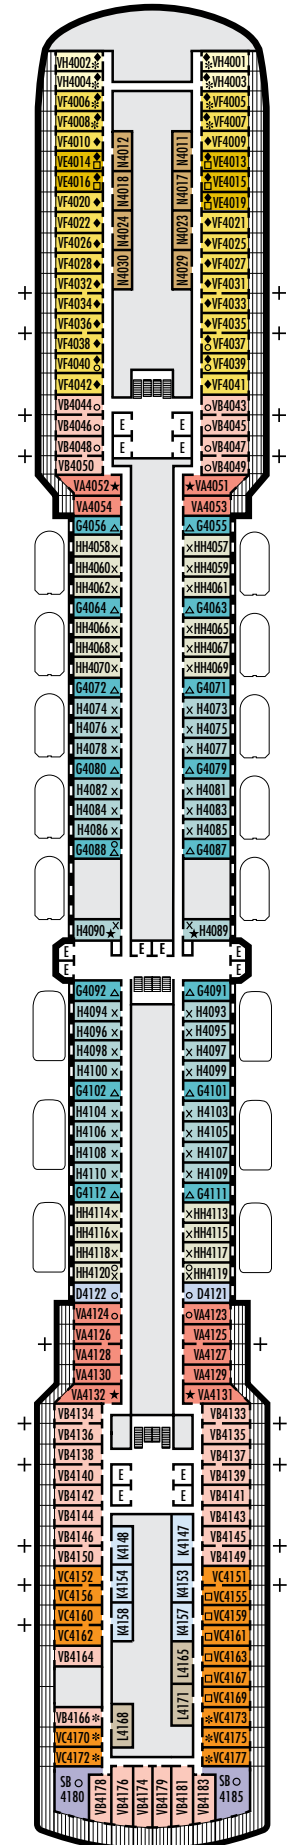 VH4002 VH4001
VH4004 VH4003
VF4006 VF4005
VF4008 VF4007
VF4010 N4012 N4011 VF4009
VE4014 VE4013
VE4016 N4018 N4017 VE4015
VF4020 VE4019
VF4022 N4024 N4023 VF4021
VF4026 VF4025
VF4028 N4030 N4029 VF4027
VF4032 VF4031
VF4034 VF4033
VF4036 VF4035
VF4038 VF4037
VF4040 VF4039
VF4042 VF4041
VB4044 VB4043
VB4046 E E VB4045
VB4048 E E VB4047
VB4050 VB4049
VA4052 VA4051
VA4054 VA4053
G4056 G4055
HH4058 HH4057
HH4060 HH4059
HH4062 HH4061
G4064 G4063
HH4066 HH4065
HH4068 HH4067
HH4070 HH4069
G4072 G4071
H4074 H4073
H4076 H4075
H4078 H4077
G4080 G4079
H4082 H4081
H4084 H4083
H4086 H4085
G4088 G4087
H4090 H4089
E E E E
E E
G4092 G4091
H4094 H4093
H4096 H4095
H4098 H4097
H4100 H4099
G4102 G4101
H4104 H4103
H4106 H4105
H4108 H4107
H4110 H4109
G4112 G4111
HH4114 HH4113
HH4116 HH4115
HH4118 HH4117
HH4120 HH4119
D4122 D4121
VA4124 VA4123
VA4126 VA4125
VA4128 VA4127
VA4130 VA4129
VA4132 VA4131
VB4134 VB4133
VB4136 VB4135
VB4138 VB4137
VB4140 E E VB4139
VB4142 E E VB4141
VB4144 VB4143
VB4146 K4148 K4147 VB4145
VB4150 VB4149
VC4152 K4154 K4153 VC4151
VC4156 VC4155
VC4160 K4158 K4157 VC4159
VC4162 VC4161
VB4164 L4165 VC4163
VC4167
L4171 VC4169
VB4166 L4168 VC4173
VC4170 VC4175
VC4172 VC4177
SB 4180 VB4178 VB4176 VB4174 VB4179 VB4181 VB4183 SB 4185